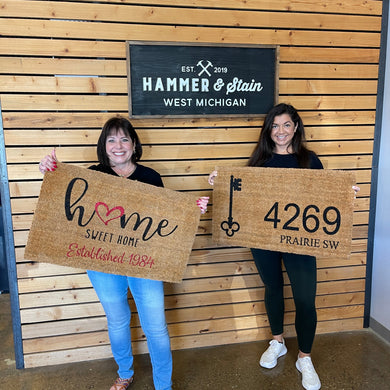 EST. 2019
HAMMER & Stain
WEST MICHIGAN
home
SWEET HOME
Established 1984
4269
PRAIRIE SW